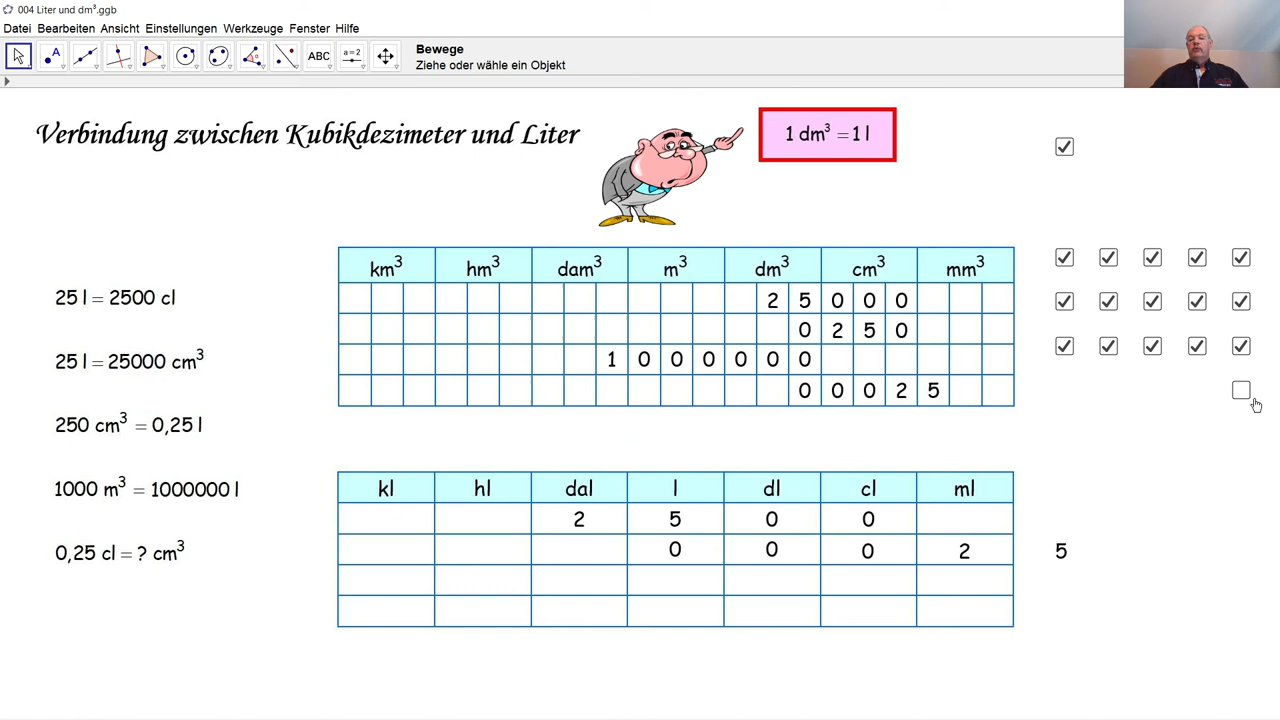 004 Liter und dm³.ggb
Datei Bearbeiten Ansicht Einstellungen Werkzeuge Fenster Hilfe
ABC
a=2
Bewege
Ziehe oder wähle ein Objekt
Verbindung zwischen Kubikdezimeter und Liter
1 dm³ = 1 l
25 l = 2500 cl
25 l = 25000 cm³
250 cm³ = 0,25 l
1000 m³ = 1000000 l
0,25 cl = ? cm³
km³ hm³ dam³ m³ dm³ cm³ mm³
2 5 0 0 0
0 2 5 0
1 0 0 0 0 0 0
0 0 0 2 5
kl hl dal l dl cl ml
2 5 0 0
0 0 0 2 5